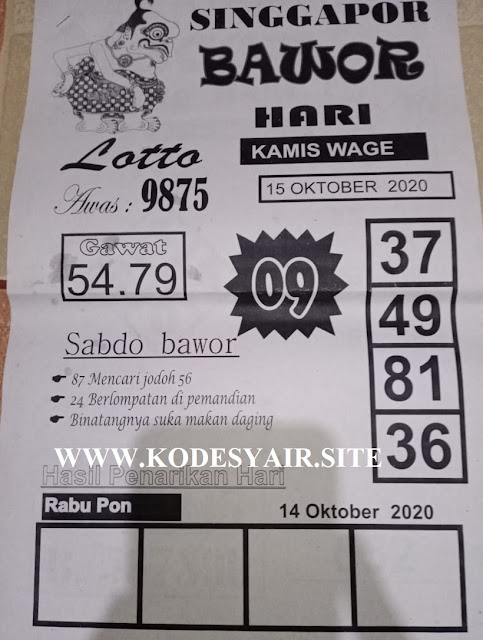 SINGGAPOR
BAWOR
HARI
Lotto
KAMIS WAGE
Awas : 9875
15 OKTOBER 2020
Gawat
54.79
09
37
49
81
36
Sabdo bawor
87 Mencari jodoh 56
24 Berlompatan di pemandian
Binatangnya suka makan daging
WWW.KODESYAIR.SITE
Hasil Penarikan Hari
Rabu Pon
14 Oktober 2020